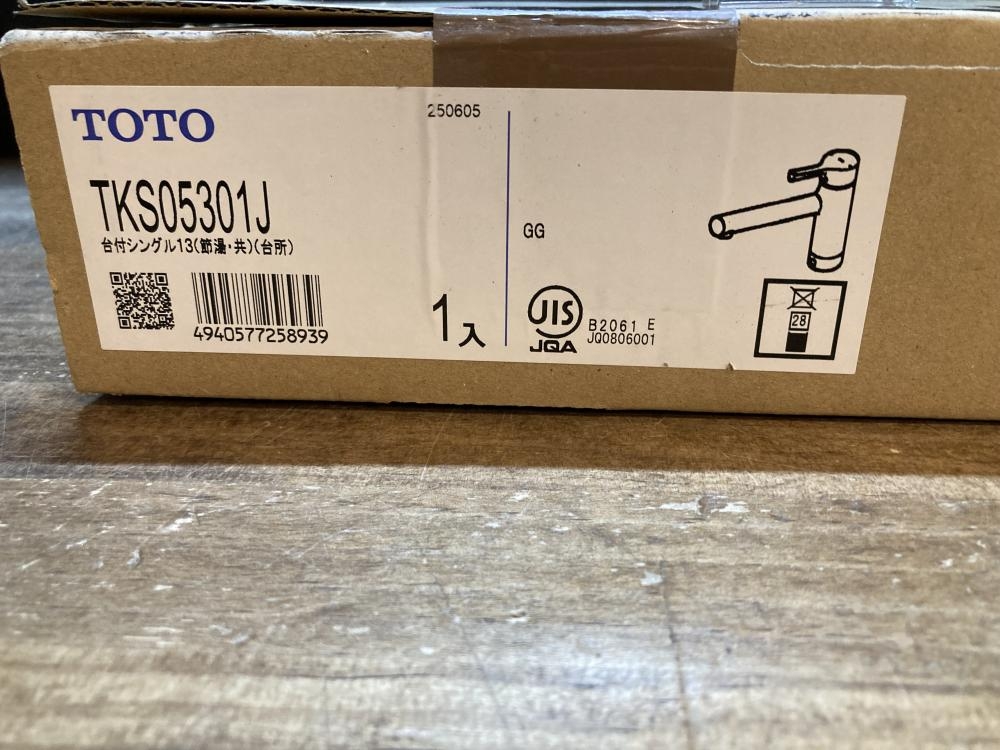 TOTO
250605
TKS05301J
台付シングル13(節湯・共)(台所)
4940577258939
1入
GG
JIS
JQA
B2061 E
JQ0806001
28